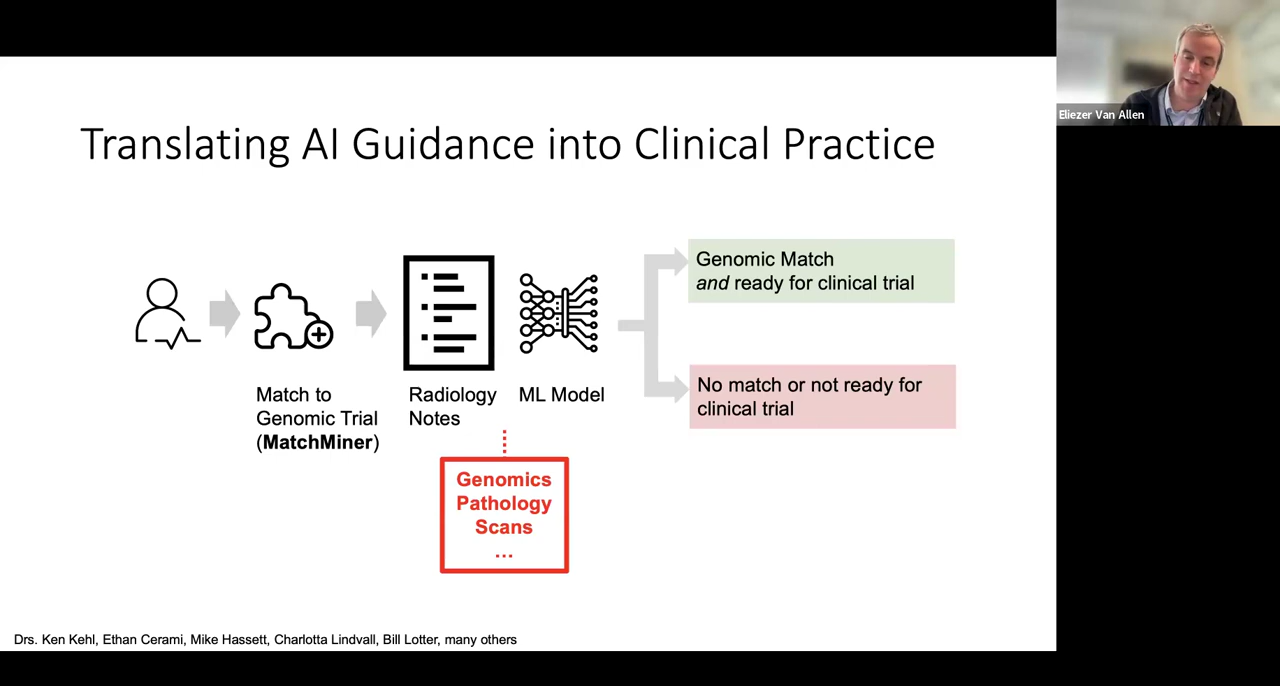 Eliezer Van Allen
Translating AI Guidance into Clinical Practice
Match to
Genomic Trial
(MatchMiner)
Radiology
Notes
ML Model
Genomic Match
and ready for clinical trial
No match or not ready for
clinical trial
Genomics
Pathology
Scans
...
Drs. Ken Kehl, Ethan Cerami, Mike Hassett, Charlotta Lindvall, Bill Lotter, many others